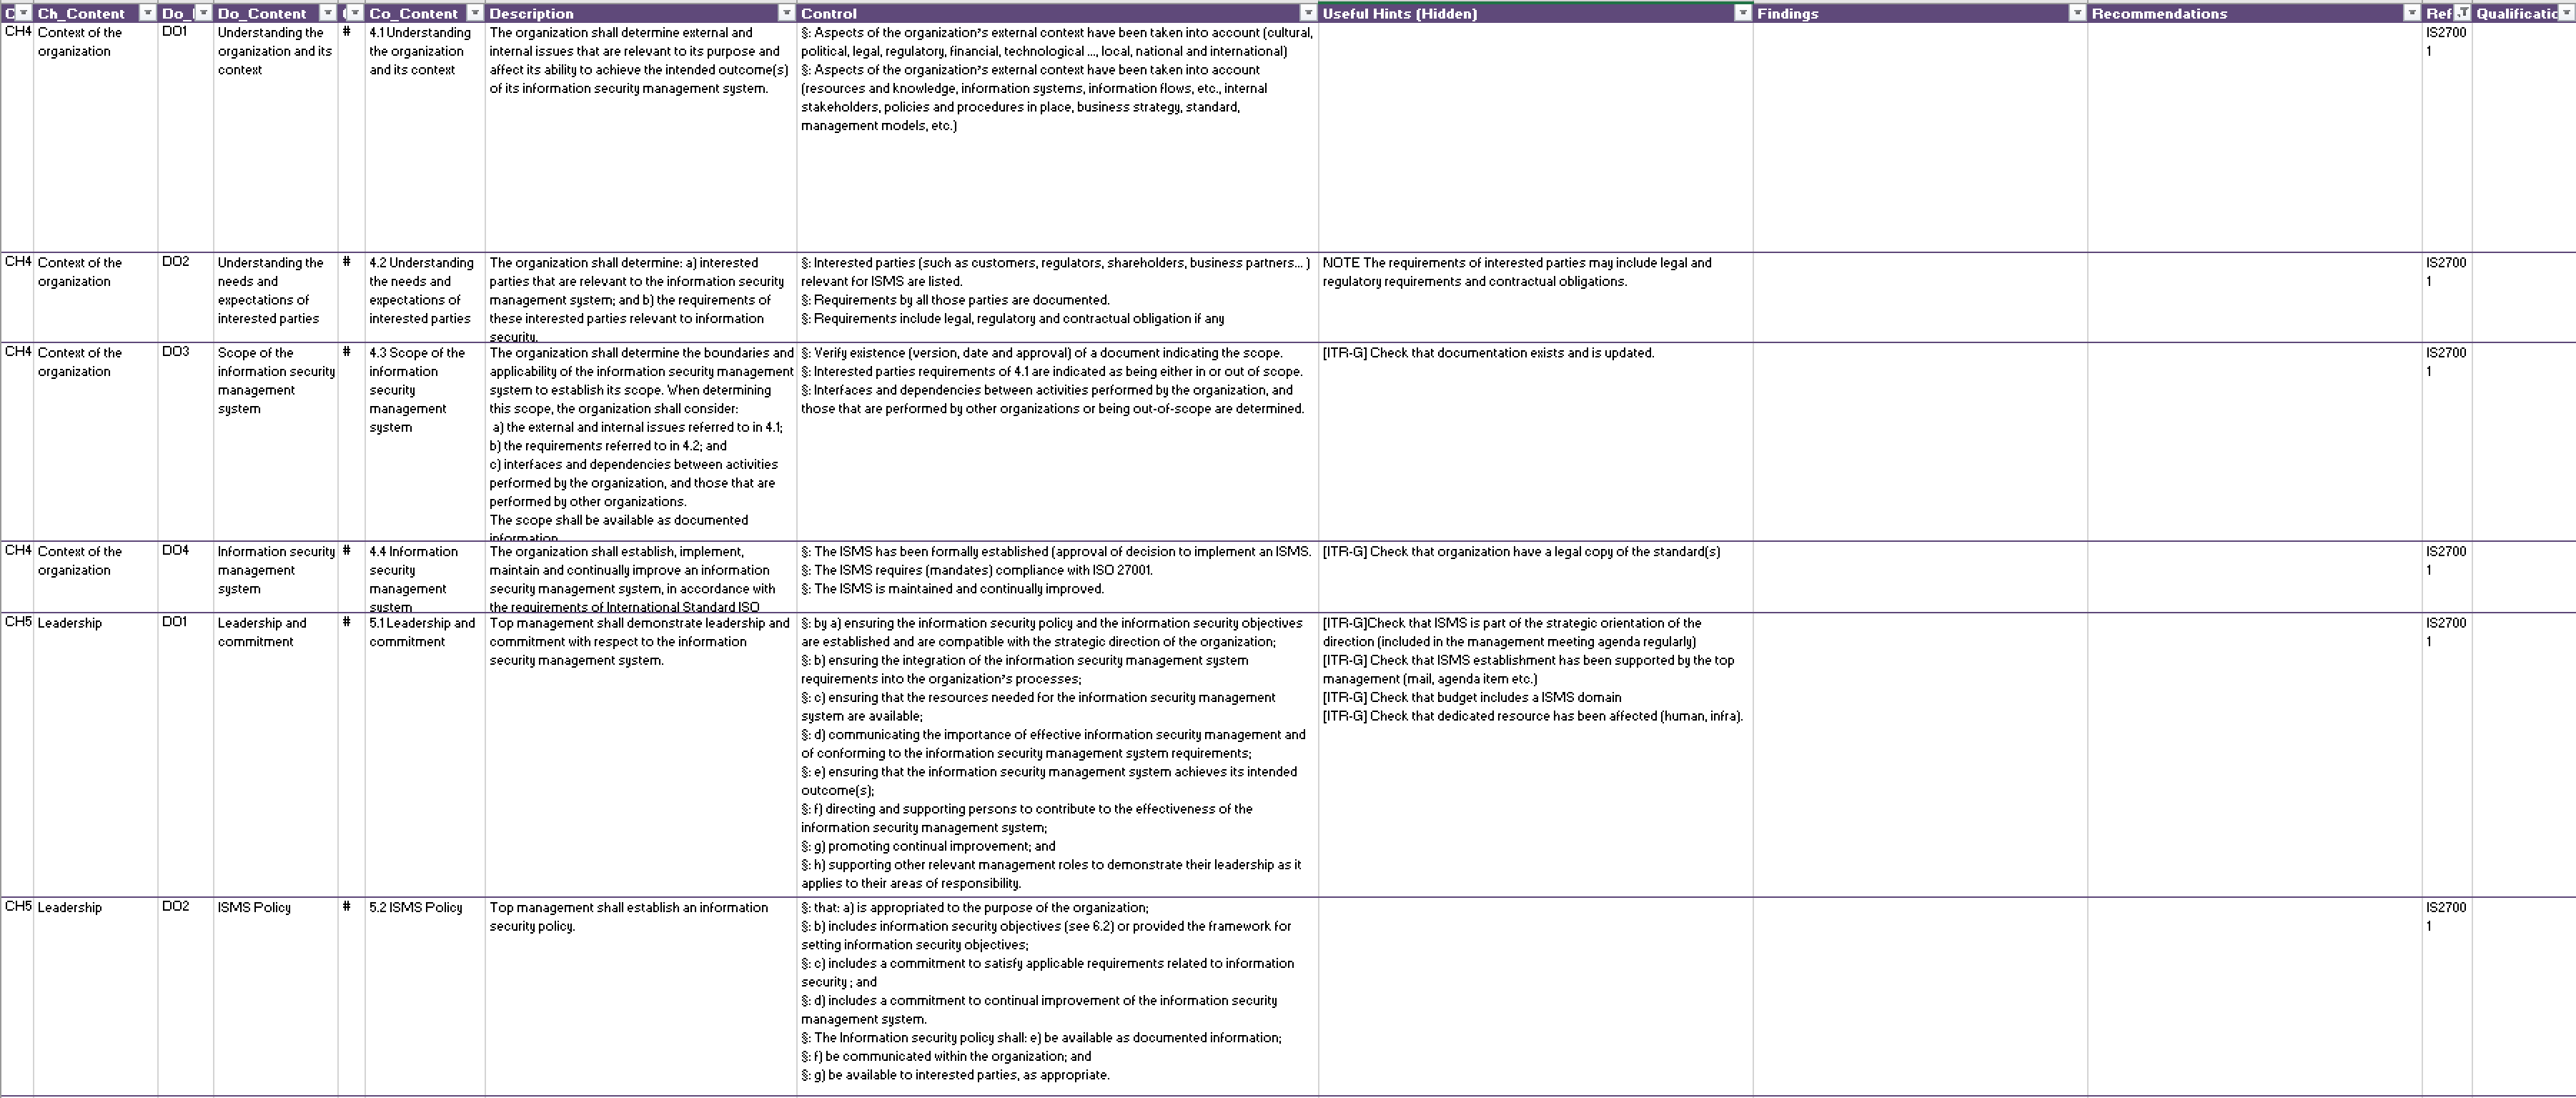 C
Ch_Content
Do_
Do_Content
Co_Content
Description
Control
Useful Hints (Hidden)
Findings
Recommendations
Ref
Qualificatio
CH4
Context of the
organization
DO1
Understanding the
organization and its
context
#
4.1 Understanding
the organization
and its context
The organization shall determine external and
internal issues that are relevant to its purpose and
affect its ability to achieve the intended outcome(s)
of its information security management system.
§: Aspects of the organization's external context have been taken into account (cultural,
political, legal, regulatory, financial, technological ..., local, national and international)
§: Aspects of the organization's external context have been taken into account
(resources and knowledge, information systems, information flows, etc., internal
stakeholders, policies and procedures in place, business strategy, standard,
management models, etc.)
IS2700
1
CH4
Context of the
organization
DO2
Understanding the
needs and
expectations of
interested parties
#
4.2 Understanding
the needs and
expectations of
interested parties
The organization shall determine: a) interested
parties that are relevant to the information security
management system; and b) the requirements of
these interested parties relevant to information
security.
§: Interested parties (such as customers, regulators, shareholders, business partners... )
relevant for ISMS are listed.
§: Requirements by all those parties are documented.
§: Requirements include legal, regulatory and contractual obligation if any
NOTE The requirements of interested parties may include legal and
regulatory requirements and contractual obligations.
IS2700
1
CH4
Context of the
organization
DO3
Scope of the
information security
management
system
#
4.3 Scope of the
information
security
management
system
The organization shall determine the boundaries and
applicability of the information security management
system to establish its scope. When determining
this scope, the organization shall consider:
a) the external and internal issues referred to in 4.1;
b) the requirements referred to in 4.2; and
c) interfaces and dependencies between activities
performed by the organization, and those that are
performed by other organizations.
The scope shall be available as documented
information.
§: Verify existence (version, date and approval) of a document indicating the scope.
§: Interested parties requirements of 4.1 are indicated as being either in or out of scope.
§: Interfaces and dependencies between activities performed by the organization, and
those that are performed by other organizations or being out-of-scope are determined.
[ITR-G] Check that documentation exists and is updated.
IS2700
1
CH4
Context of the
organization
DO4
Information security
management
system
#
4.4 Information
security
management
system
The organization shall establish, implement,
maintain and continually improve an information
security management system, in accordance with
the requirements of International Standard ISO
§: The ISMS has been formally established (approval of decision to implement an ISMS.
§: The ISMS requires (mandates) compliance with ISO 27001.
§: The ISMS is maintained and continually improved.
[ITR-G] Check that organization have a legal copy of the standard(s)
IS2700
1
CH5
Leadership
DO1
Leadership and
commitment
#
5.1 Leadership and
commitment
Top management shall demonstrate leadership and
commitment with respect to the information
security management system.
§: by a) ensuring the information security policy and the information security objectives
are established and are compatible with the strategic direction of the organization;
§: b) ensuring the integration of the information security management system
requirements into the organization's processes;
§: c) ensuring that the resources needed for the information security management
system are available;
§: d) communicating the importance of effective information security management and
of conforming to the information security management system requirements;
§: e) ensuring that the information security management system achieves its intended
outcome(s);
§: f) directing and supporting persons to contribute to the effectiveness of the
information security management system;
§: g) promoting continual improvement; and
§: h) supporting other relevant management roles to demonstrate their leadership as it
applies to their areas of responsibility.
[ITR-G]Check that ISMS is part of the strategic orientation of the
direction (included in the management meeting agenda regularly)
[ITR-G] Check that ISMS establishment has been supported by the top
management (mail, agenda item etc.)
[ITR-G] Check that budget includes a ISMS domain
[ITR-G] Check that dedicated resource has been affected (human, infra).
IS2700
1
CH5
Leadership
DO2
ISMS Policy
#
5.2 ISMS Policy
Top management shall establish an information
security policy.
§: that: a) is appropriated to the purpose of the organization;
§: b) includes information security objectives (see 6.2) or provided the framework for
setting information security objectives;
§: c) includes a commitment to satisfy applicable requirements related to information
security ; and
§: d) includes a commitment to continual improvement of the information security
management system.
§: The Information security policy shall: e) be available as documented information;
§: f) be communicated within the organization; and
§: g) be available to interested parties, as appropriate.
IS2700
1